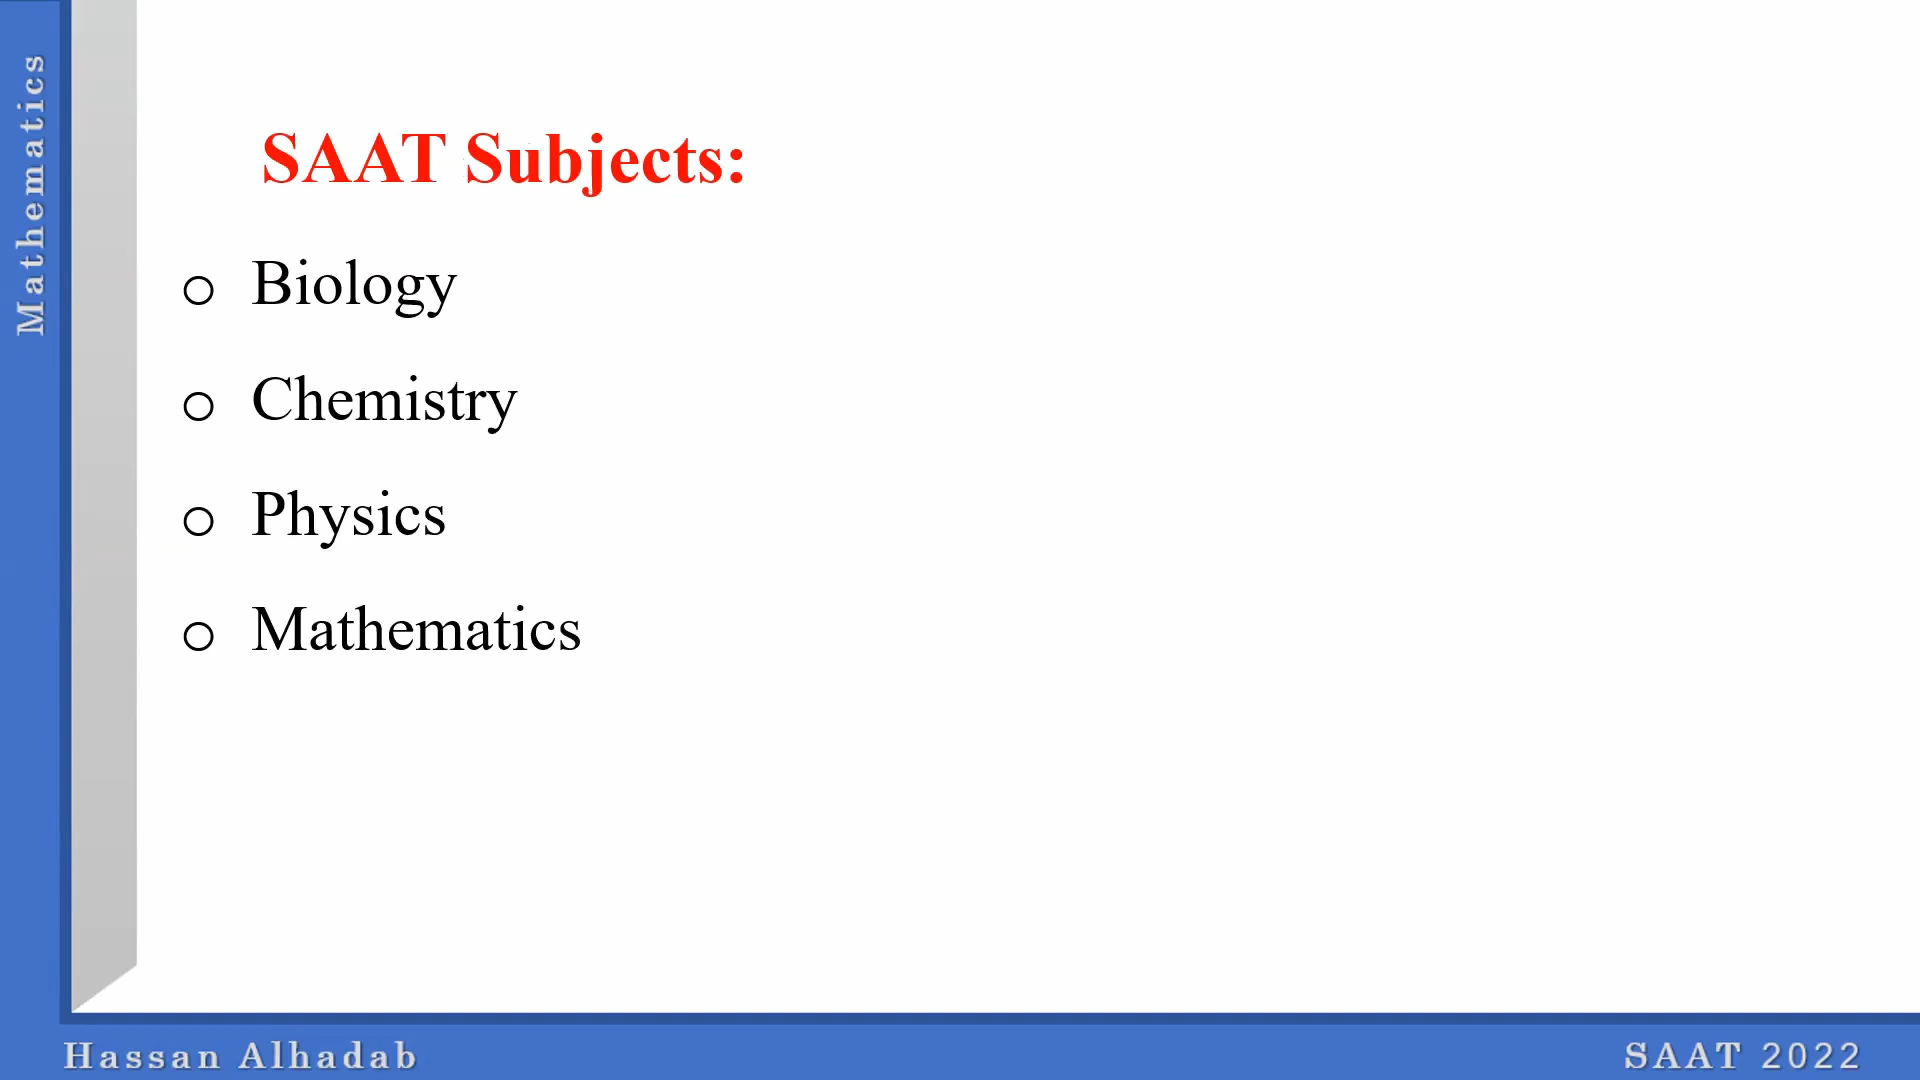 Mathematics
SAAT Subjects:
o Biology
o Chemistry
o Physics
o Mathematics
Hassan Alhadab
SAAT 2022